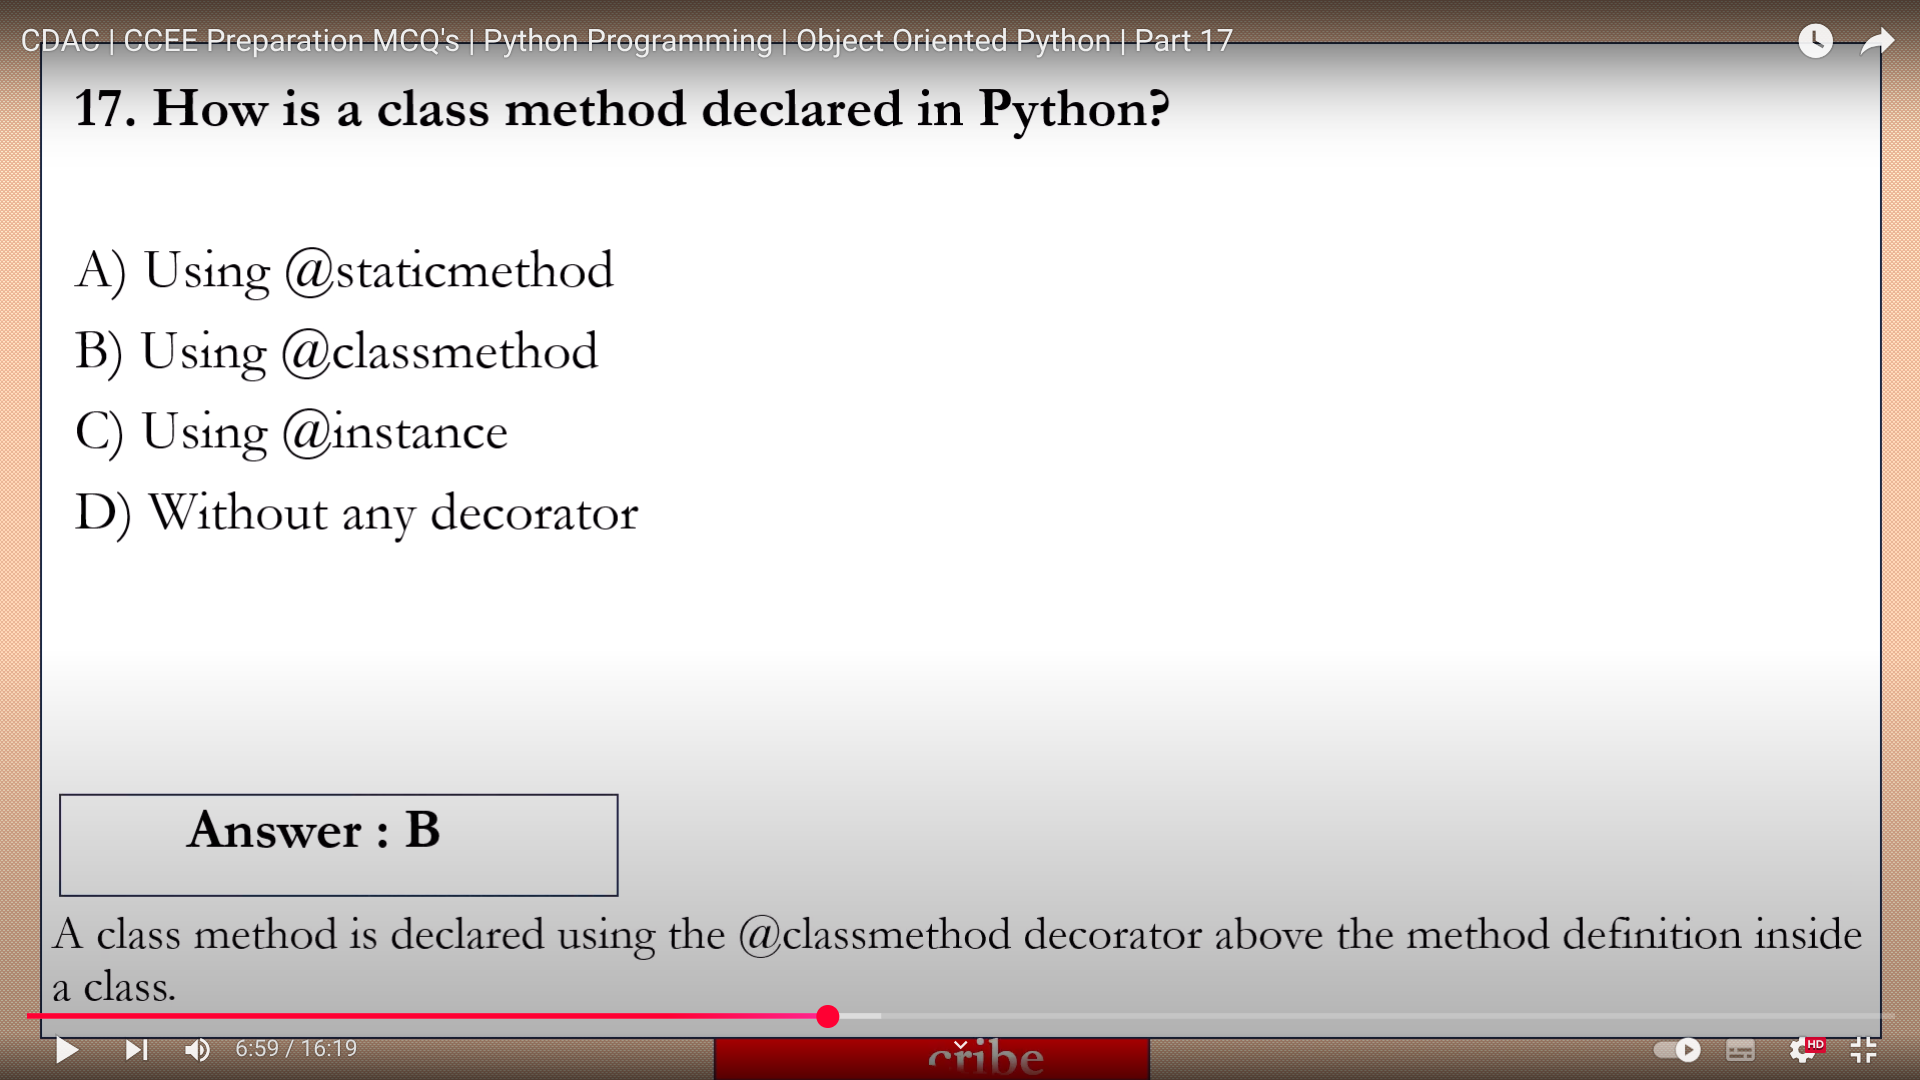 CDAC | CCEE Preparation MCQ's | Python Programming | Object Oriented Python | Part 17
17. How is a class method declared in Python?
A) Using @staticmethod
B) Using @classmethod
C) Using @instance
D) Without any decorator
Answer : B
A class method is declared using the @classmethod decorator above the method definition inside
a class.
6:59 / 16:19
cribe
HD